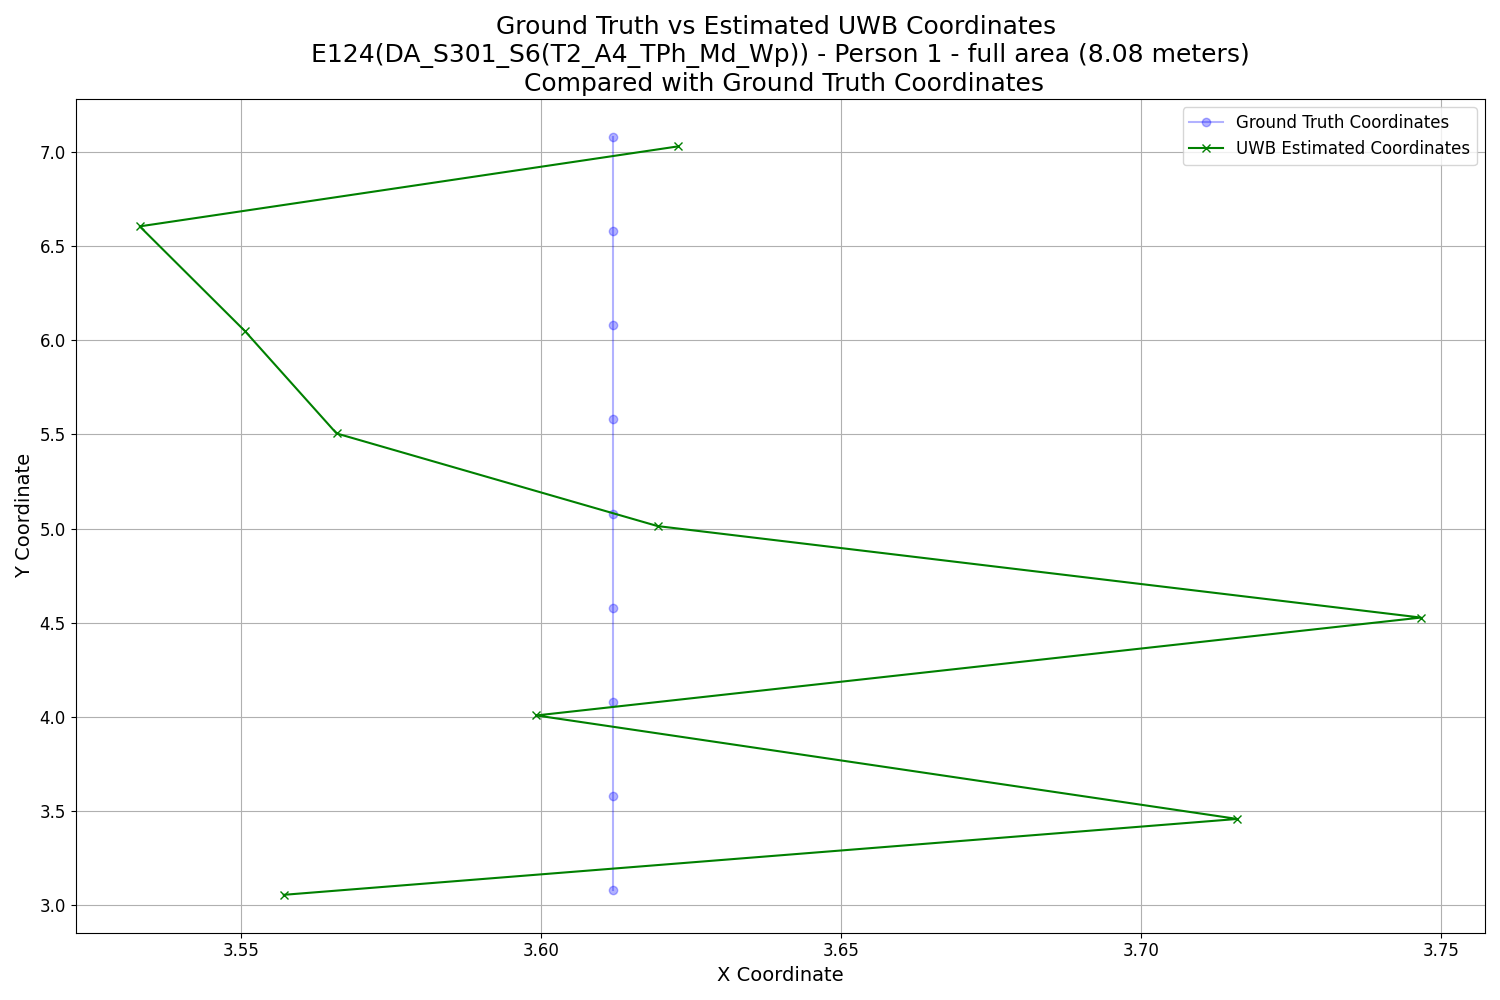 Ground Truth vs Estimated UWB Coordinates
E124(DA_S301_S6(T2_A4_TPh_Md_Wp)) - Person 1 - full area (8.08 meters)
Compared with Ground Truth Coordinates
Ground Truth Coordinates
UWB Estimated Coordinates
Y Coordinate
7.0
6.5
6.0
5.5
5.0
4.5
4.0
3.5
3.0
3.55 3.60 3.65 3.70 3.75
X Coordinate